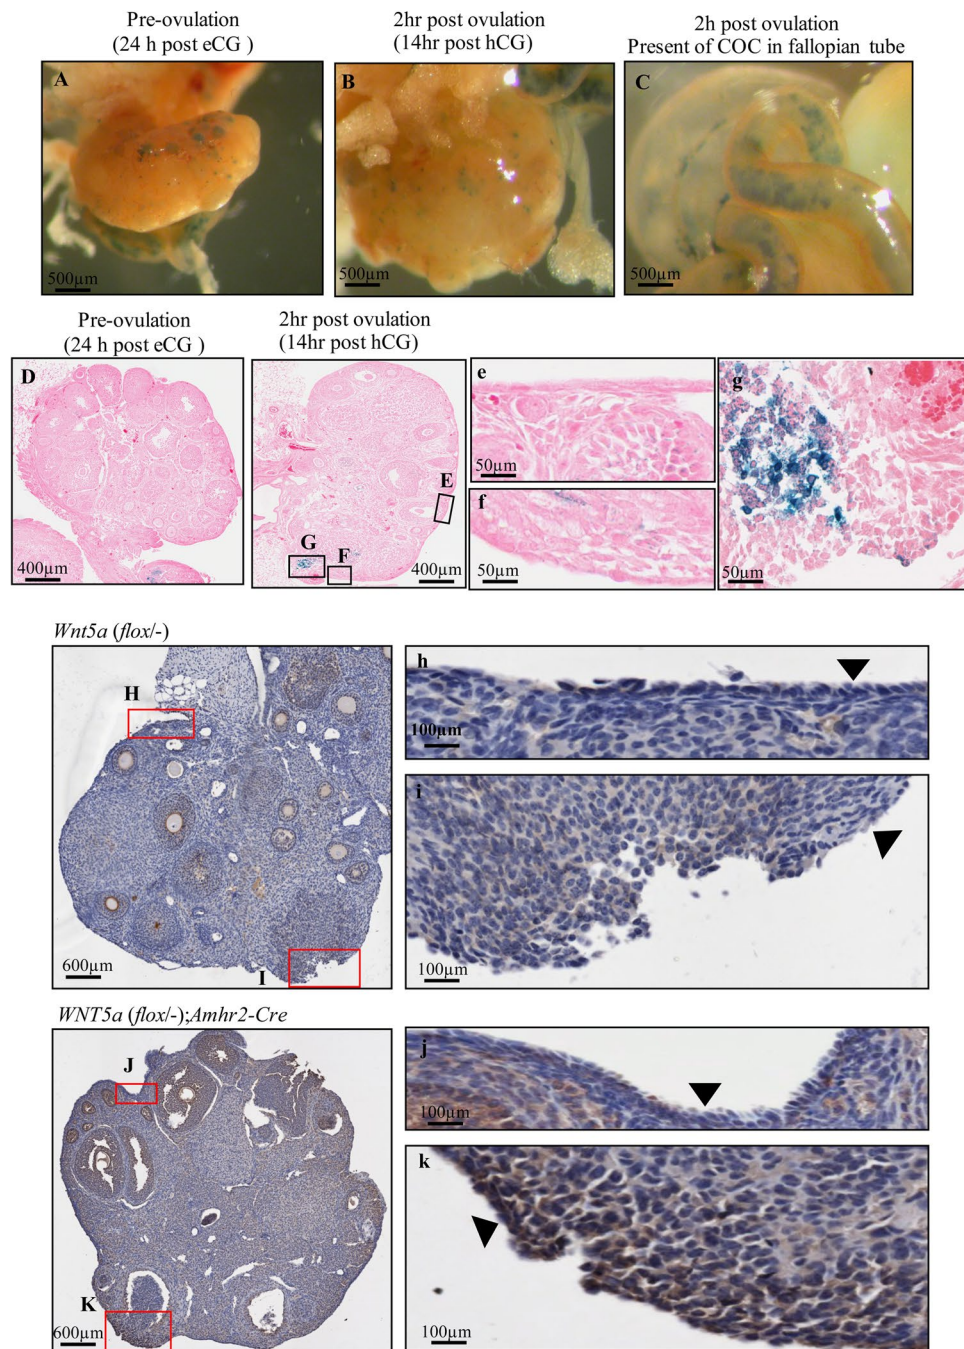 Pre-ovulation
(24 h post eCG )
2hr post ovulation
(14hr post hCG)
2h post ovulation
Present of COC in fallopian tube
A
500µm
B
500µm
C
500µm
Pre-ovulation
(24 h post eCG )
2hr post ovulation
(14hr post hCG)
D
400µm
E
G
F
400µm
e
50µm
f
50µm
g
50µm
Wnt5a (flox/-)
H
600µm
I
h
100µm
i
100µm
WNT5a (flox/-);Amhr2-Cre
J
K
600µm
j
100µm
k
100µm